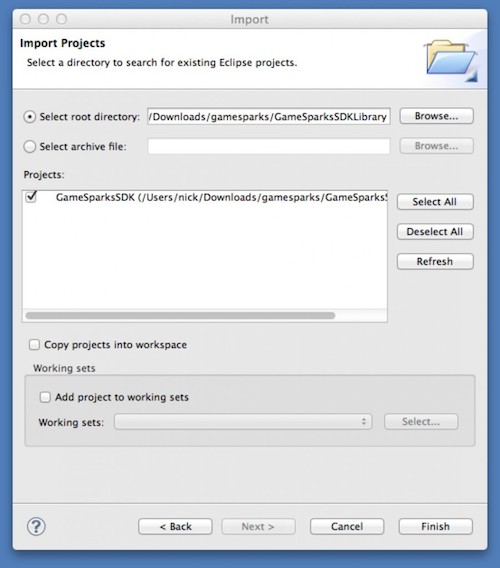 Import
Import Projects
Select a directory to search for existing Eclipse projects.
Select root directory: /Downloads/gamesparks/GameSparksSDKLibrary Browse...
Select archive file: Browse...
Projects:
GameSparksSDK (/Users/nick/Downloads/gamesparks/GameSparksS
Select All
Deselect All
Refresh
Copy projects into workspace
Working sets
Add project to working sets
Working sets: Select...
? < Back Next > Cancel Finish